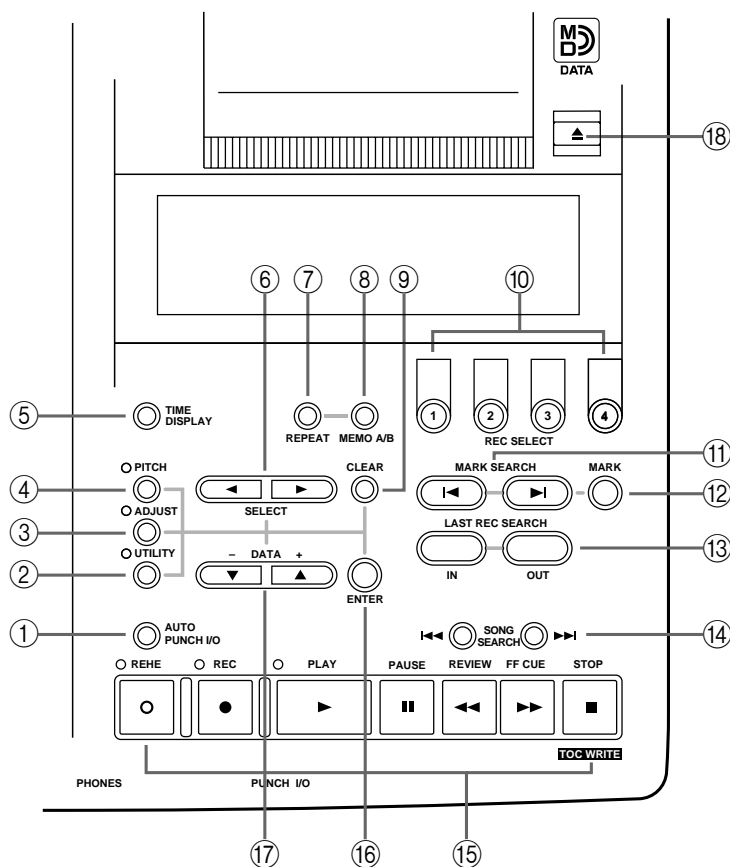 MD
DATA
⑱
⑥ ⑦ ⑧ ⑨ ⑩
⑤ TIME DISPLAY
REPEAT MEMO A/B
1 2 3 4
REC SELECT
④ PITCH
CLEAR
MARK SEARCH MARK
⑪
⑫
③ ADJUST
SELECT
LAST REC SEARCH
② UTILITY
– DATA +
⑬
ENTER
IN OUT
① AUTO PUNCH I/O
SONG SEARCH
⑭
REHE REC PLAY PAUSE REVIEW FF CUE STOP
TOC WRITE
PHONES PUNCH I/O
⑰ ⑯ ⑮